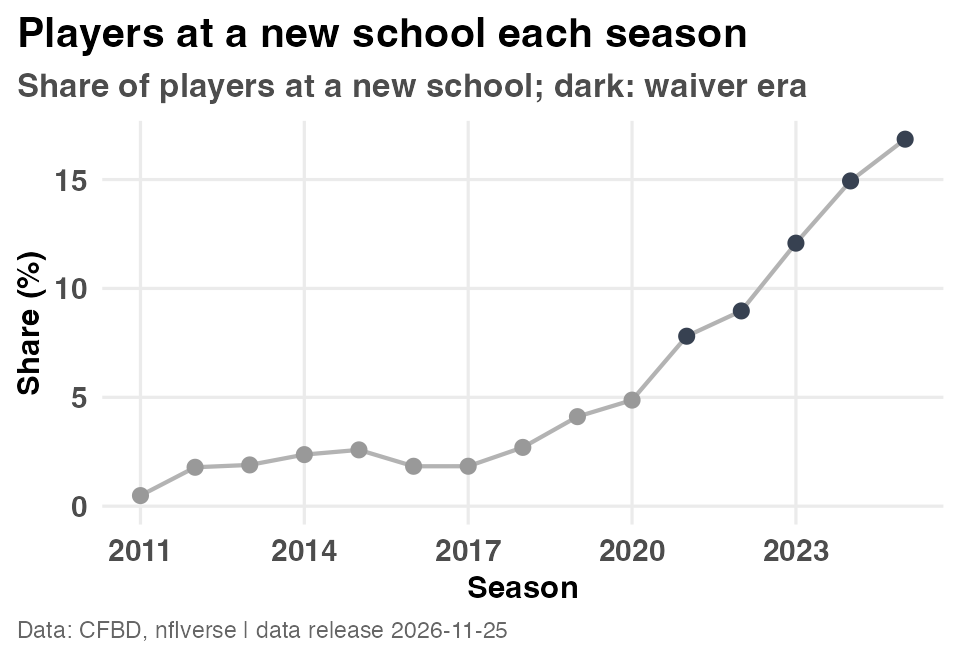 Players at a new school each season
Share of players at a new school; dark: waiver era
Share (%)
15
10
5
0
2011 2014 2017 2020 2023
Season
Data: CFBD, nflverse | data release 2026-11-25